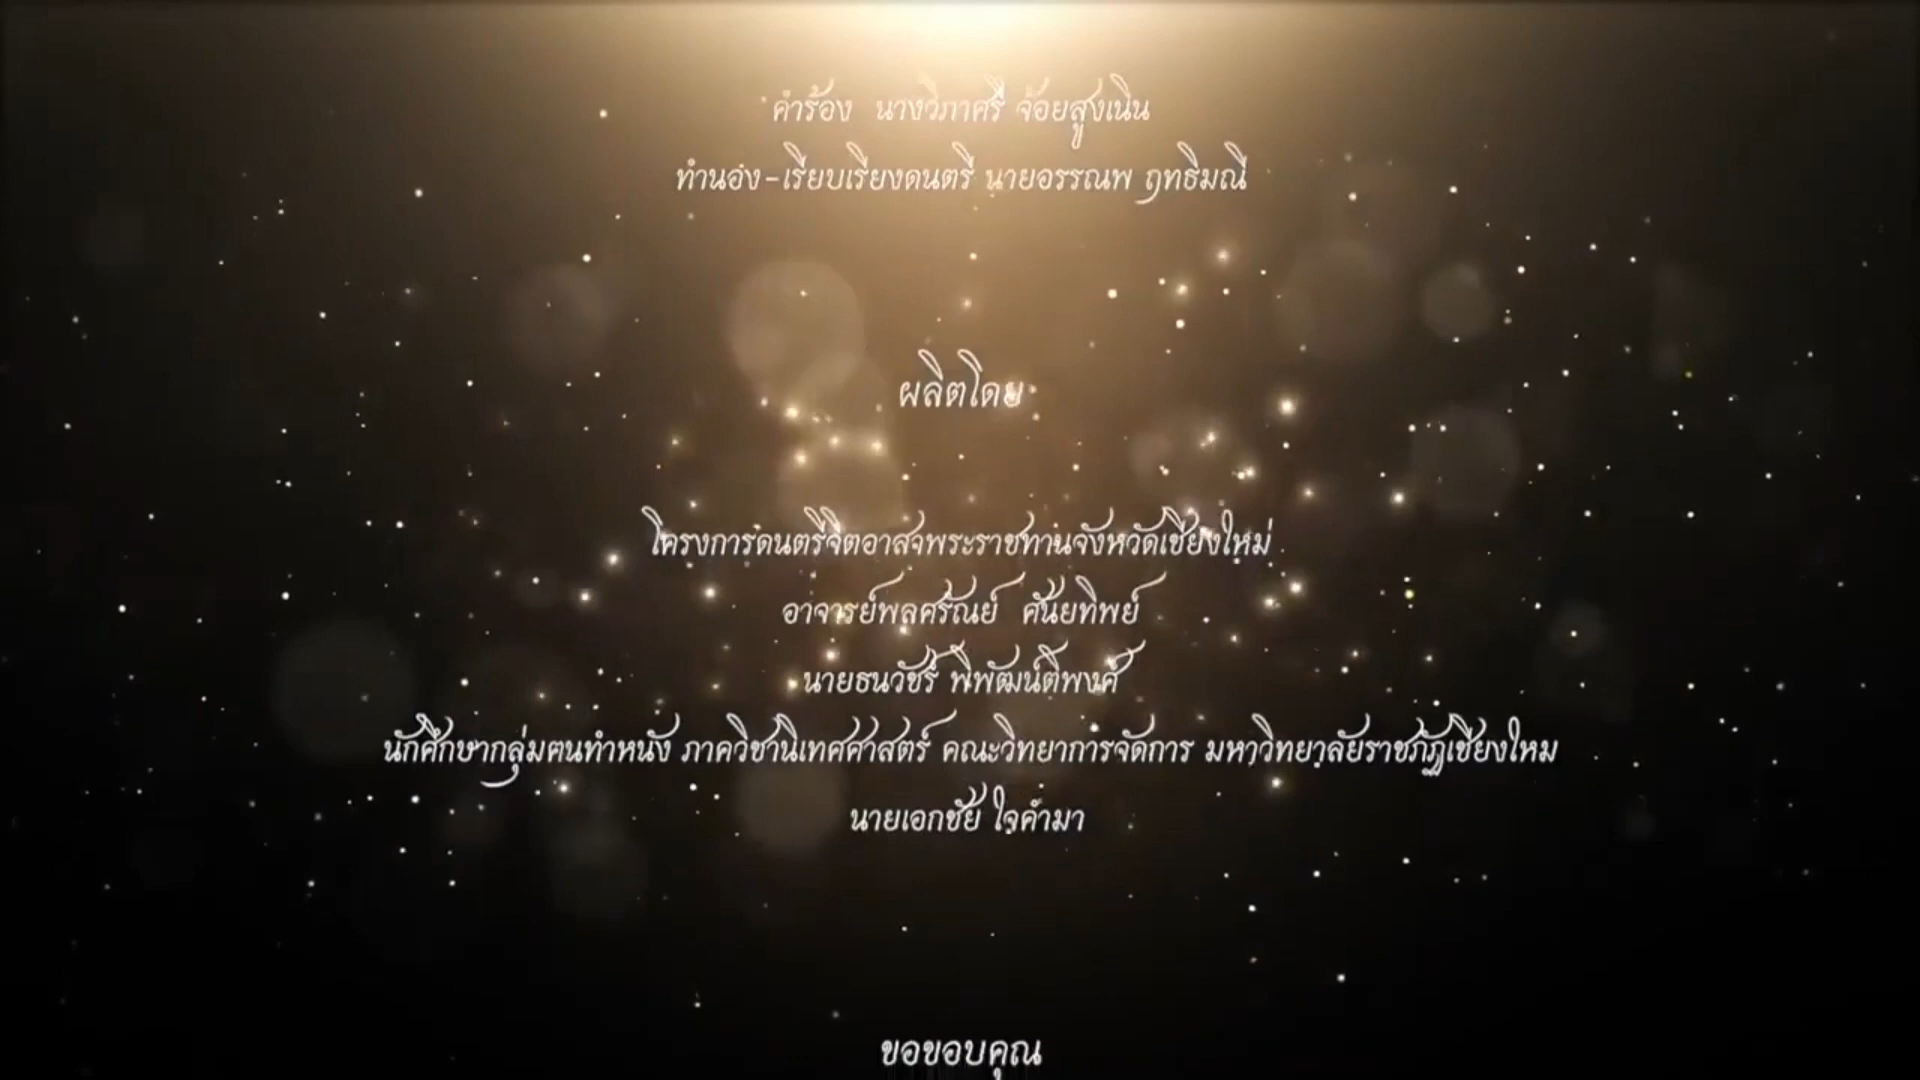 คำร้อง นางวิภาศรี จ้อยสูงเนิน
ทำนอง-เรียบเรียงดนตรี นายอรรณพ ฤทธิมณี
ผลิตโดย
โครงการดนตรีจิตอาสาพระราชทานจังหวัดเชียงใหม่
อาจารย์พลศรัณย์ ศันยทิพย์
นายธนวัชร์ พิพัฒน์ติพงศ์
นักศึกษากลุ่มฅนทำหนัง ภาควิชานิเทศศาสตร์ คณะวิทยาการจัดการ มหาวิทยาลัยราชภัฏเชียงใหม
นายเอกชัย ใจคำมา
ขอขอบคุณ